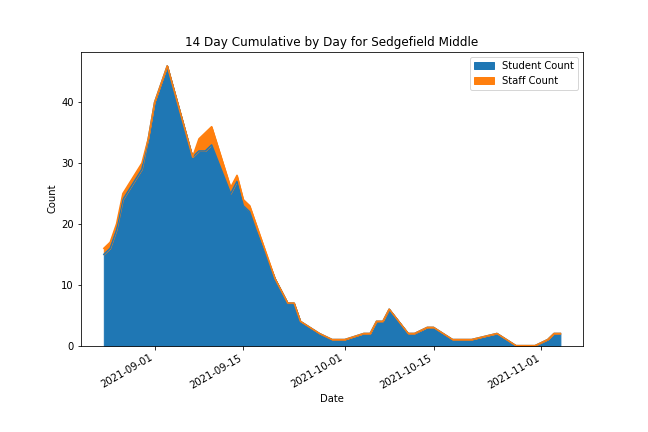 14 Day Cumulative by Day for Sedgefield Middle
Student Count
Staff Count
Count
40
30
20
10
0
2021-09-01
2021-09-15
2021-10-01
2021-10-15
2021-11-01
Date